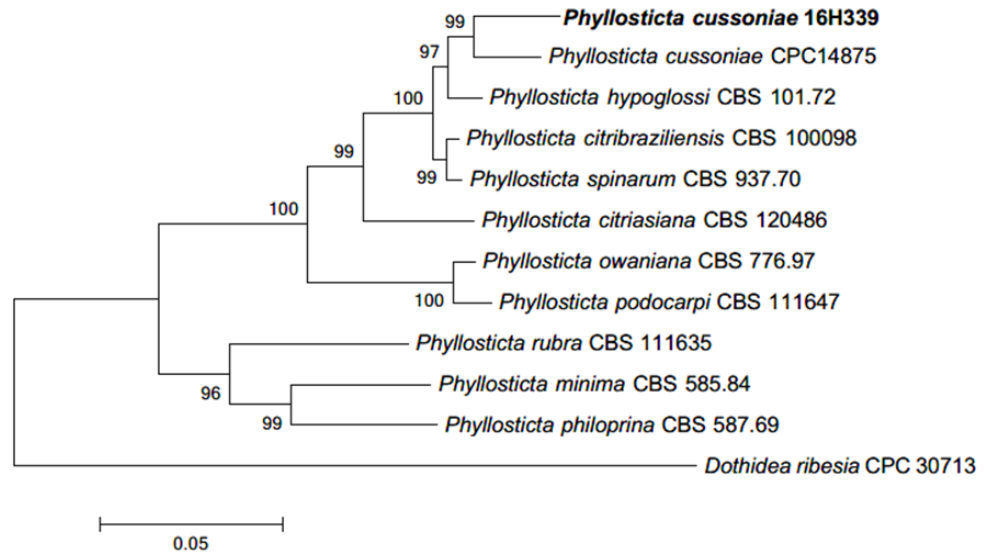 99
Phyllosticta cussoniae 16H339
97
Phyllosticta cussoniae CPC14875
100
Phyllosticta hypoglossi CBS 101.72
Phyllosticta citribraziliensis CBS 100098
99
99
Phyllosticta spinarum CBS 937.70
100
Phyllosticta citriasiana CBS 120486
Phyllosticta owaniana CBS 776.97
100
Phyllosticta podocarpi CBS 111647
Phyllosticta rubra CBS 111635
96
Phyllosticta minima CBS 585.84
99
Phyllosticta philoprina CBS 587.69
Dothidea ribesia CPC 30713
0.05